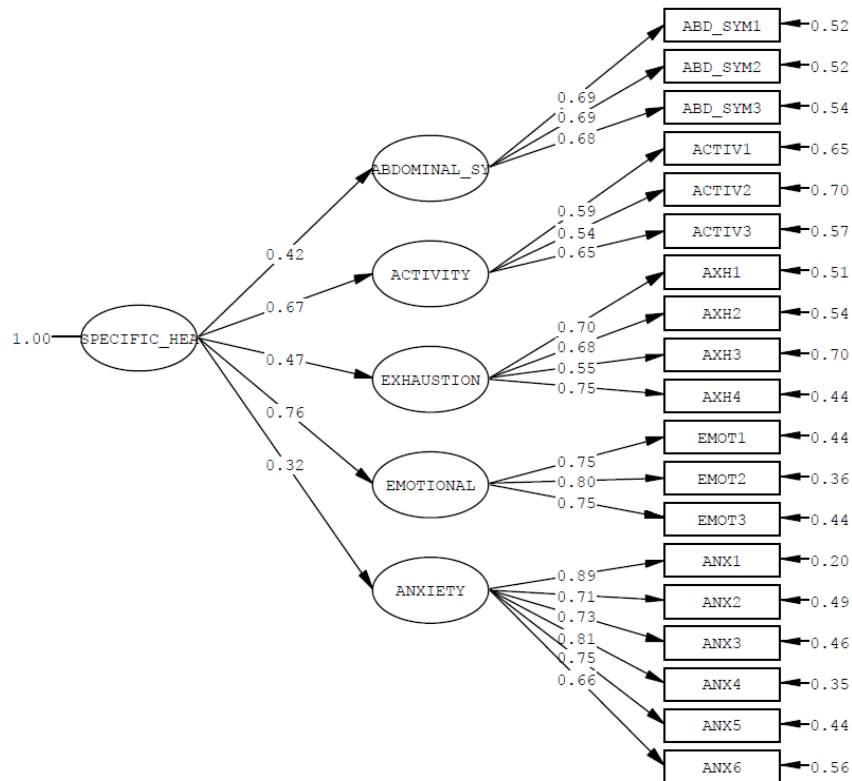 ABD_SYM1 0.52
ABD_SYM2 0.52
0.69
0.69
ABD_SYM3 0.54
0.68
ACTIV1 0.65
ABDOMINAL_SY
ACTIV2 0.70
0.59
0.54
ACTIV3 0.57
0.65
0.42
ACTIVITY
AXH1 0.51
0.67
AXH2 0.54
0.70
1.00 SPECIFIC_HEA
0.68
AXH3 0.70
0.47
0.55
EXHAUSTION
0.75
AXH4 0.44
0.76
EMOT1 0.44
0.32
0.75
EMOTIONAL
0.80
EMOT2 0.36
0.75
EMOT3 0.44
ANX1 0.20
0.89
ANXIETY
0.71
ANX2 0.49
0.73
ANX3 0.46
0.81
0.75
0.66
ANX4 0.35
ANX5 0.44
ANX6 0.56